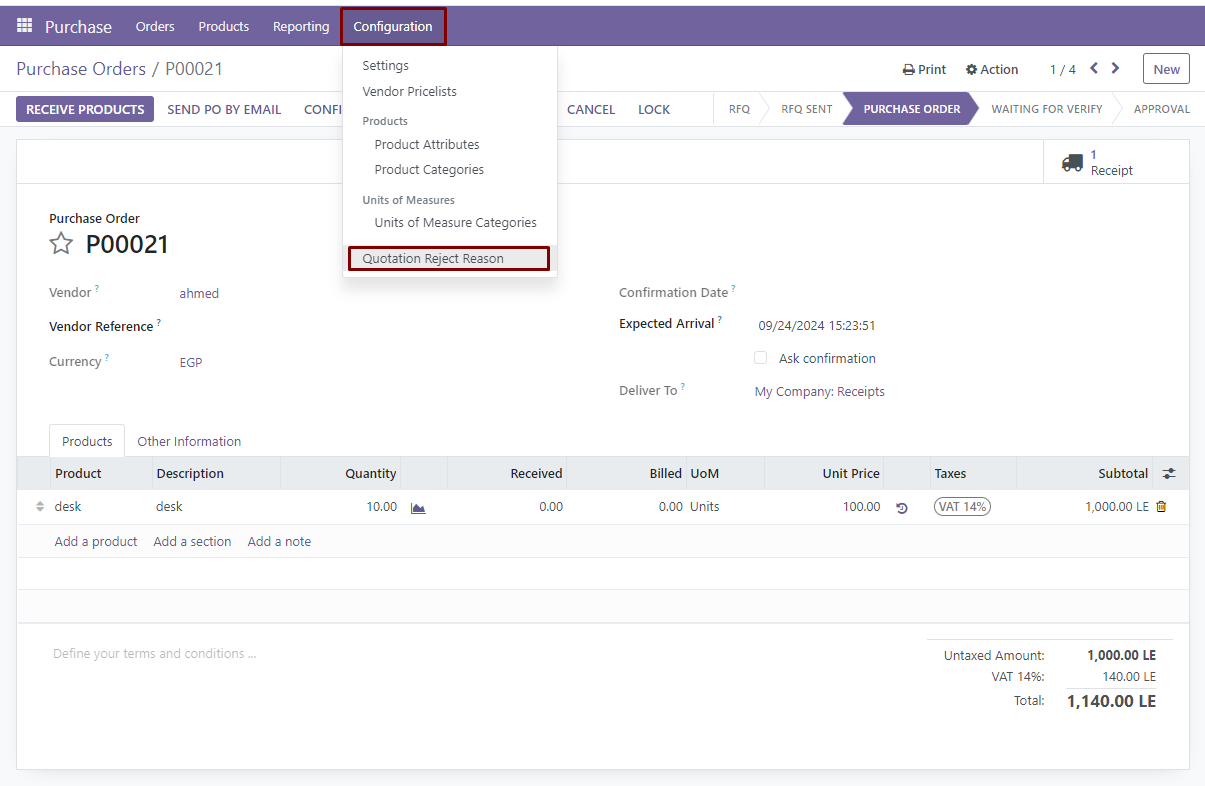 Purchase Orders Products Reporting Configuration
Purchase Orders / P00021
Print Action 1 / 4 New
RECEIVE PRODUCTS SEND PO BY EMAIL CANCEL LOCK
RFQ RFQ SENT PURCHASE ORDER WAITING FOR VERIFY APPROVAL
Settings
Vendor Pricelists
Products
Product Attributes
Product Categories
Units of Measures
Units of Measure Categories
Quotation Reject Reason
1
Receipt
Purchase Order
P00021
Vendor ? ahmed
Vendor Reference ?
Currency ? EGP
Confirmation Date ?
Expected Arrival ? 09/24/2024 15:23:51
Ask confirmation
Deliver To ? My Company: Receipts
Products Other Information
Product Description Quantity Received Billed UoM Unit Price Taxes Subtotal
desk desk 10.00 0.00 0.00 Units 100.00 VAT 14% 1,000.00 LE
Add a product Add a section Add a note
Define your terms and conditions ...
Untaxed Amount: 1,000.00 LE
VAT 14%: 140.00 LE
Total: 1,140.00 LE